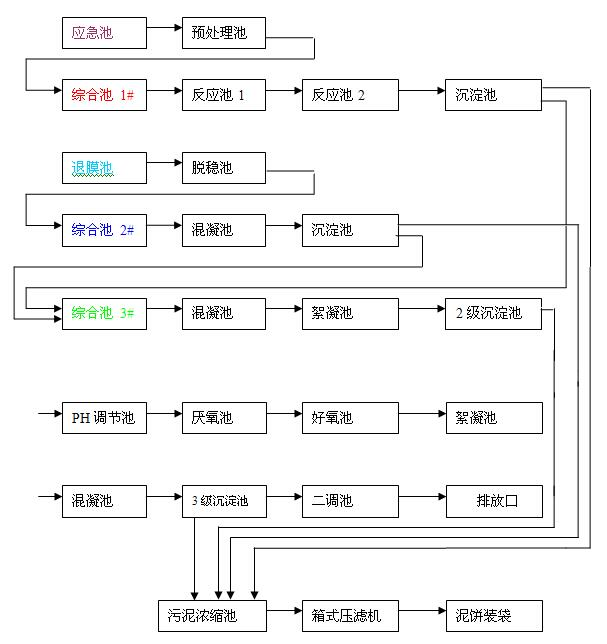 应急池 预处理池
综合池 1# 反应池 1 反应池 2 沉淀池
退膜池 脱稳池
综合池 2# 混凝池 沉淀池
综合池 3# 混凝池 絮凝池 2 级沉淀池
PH 调节池 厌氧池 好氧池 絮凝池
混凝池 3 级沉淀池 二调池 排放口
污泥浓缩池 箱式压滤机 泥饼装袋